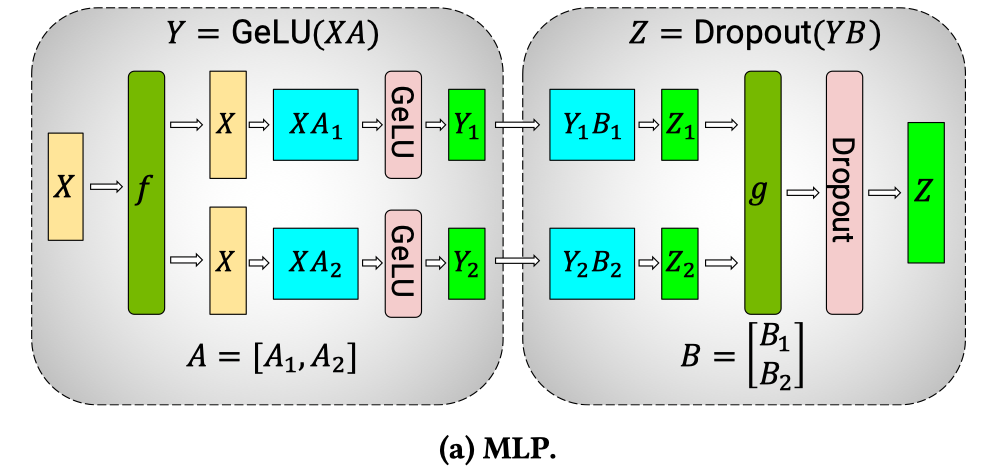 Y = GeLU(XA)
Z = Dropout(YB)
X
f
X
XA₁
GeLU
Y₁
X
XA₂
GeLU
Y₂
Y₁B₁
Z₁
Y₂B₂
Z₂
g
Dropout
Z
A = [A₁, A₂]
B = [B₁
B₂]
(a) MLP.